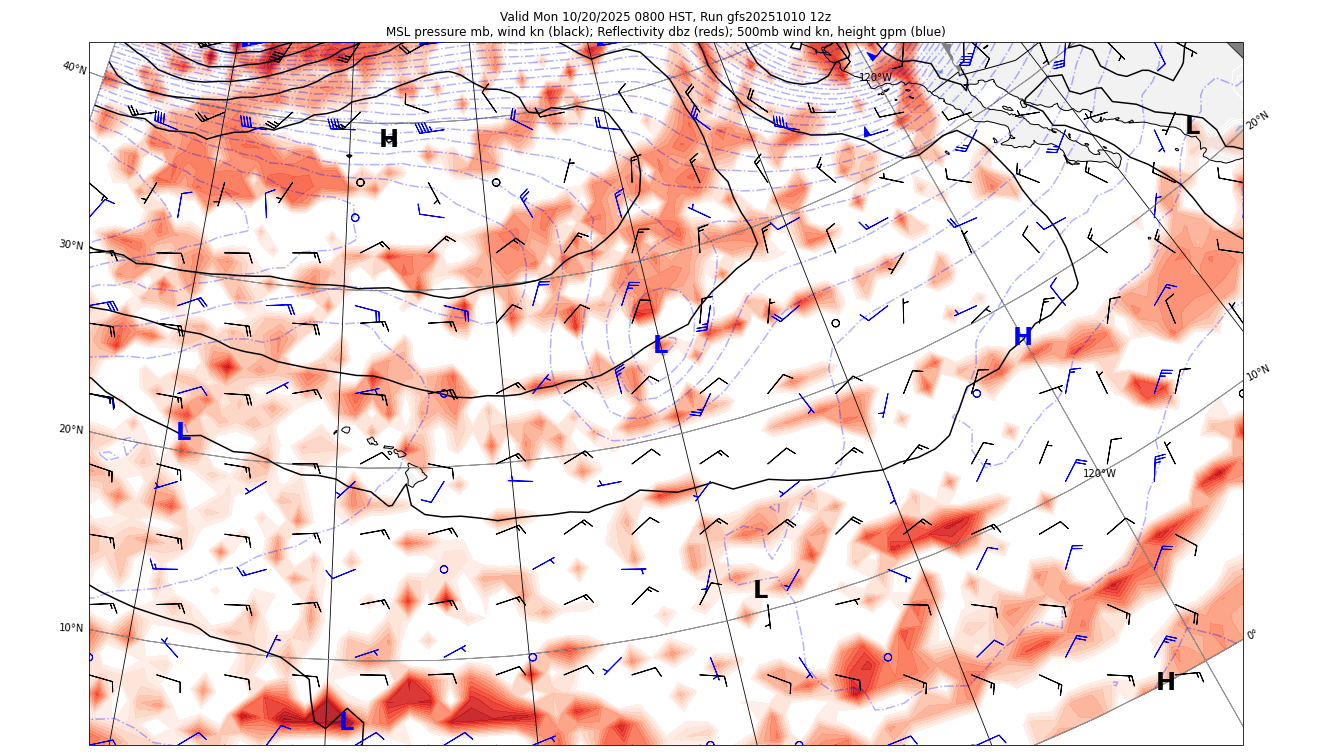 Valid Mon 10/20/2025 0800 HST, Run gfs20251010 12z
MSL pressure mb, wind kn (black); Reflectivity dbz (reds); 500mb wind kn, height gpm (blue)
40°N
120°W
20°N
L
H
30°N
L
H
10°N
20°N
L
120°W
L
10°N
0°
H
L